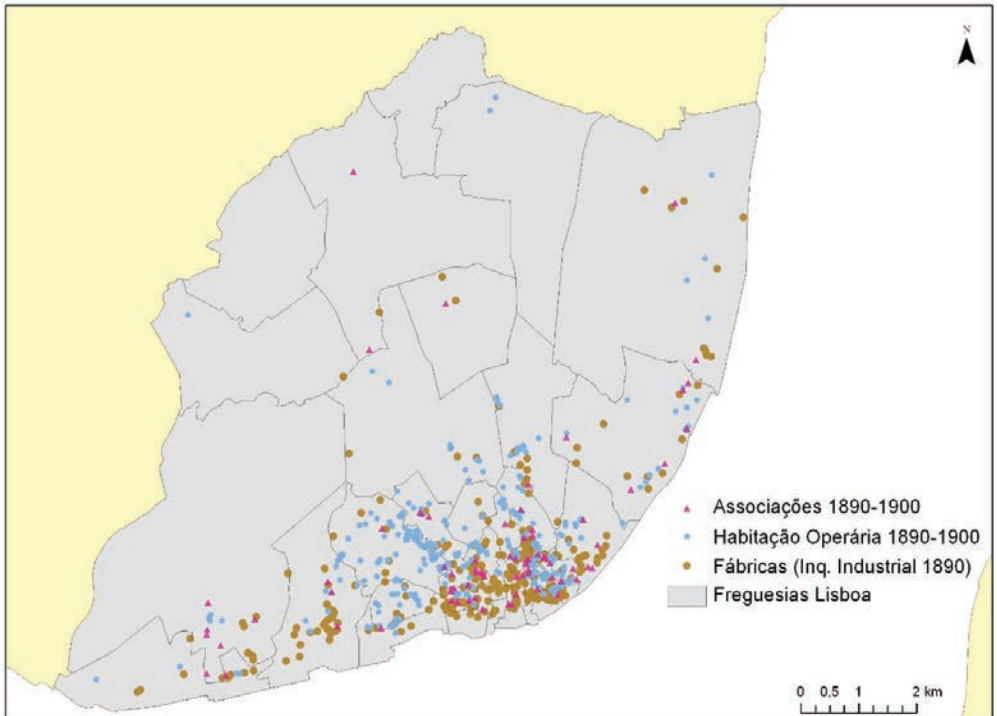 N
Associações 1890-1900
Habitação Operária 1890-1900
Fábricas (Inq. Industrial 1890)
Freguesias Lisboa
0 0.5 1 2 km